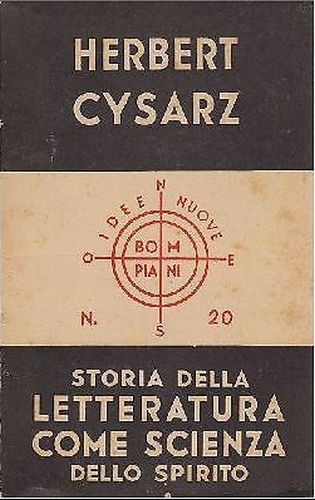 HERBERT
CYSARZ
N
IDEE NUOVE
O
BOM
PIANI
E
N. 20
S
STORIA DELLA
LETTERATURA
COME SCIENZA
DELLO SPIRITO